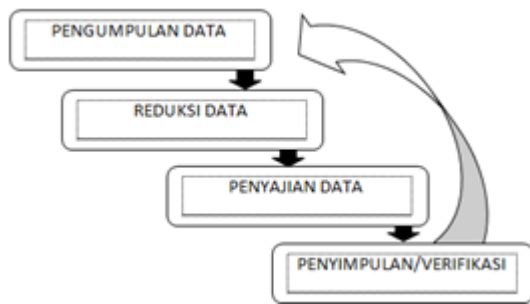 PENGUMPULAN DATA
REDUKSI DATA
PENYAJIAN DATA
PENYIMPULAN/VERIFIKASI